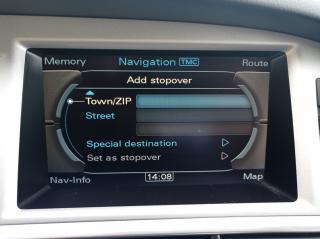 Memory Navigation TMC Route
Add stopover
Town/ZIP
Street
Special destination
Set as stopover
Nav-Info 14:08 Map